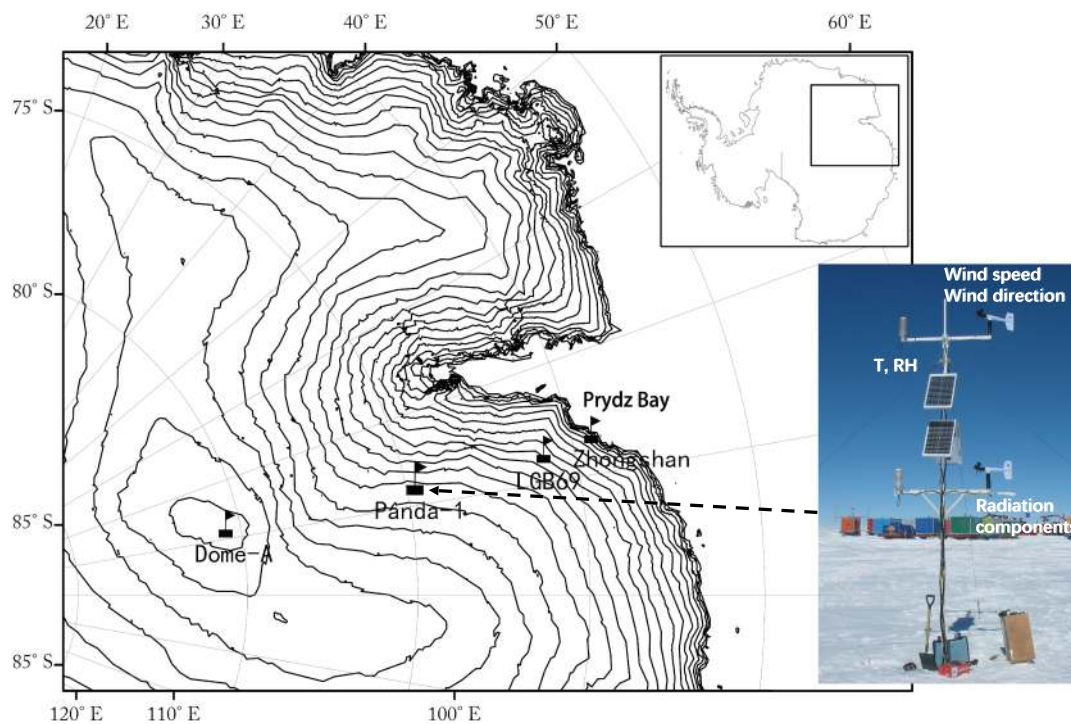 20° E
30° E
40° E
50° E
60° E
75° S
80° S
85° S
85° S
120° E
110° E
100° E
Prydz Bay
Zhongshan
LGB69
Panda-1
Dome-A
Wind speed
Wind direction
T, RH
Radiation
components